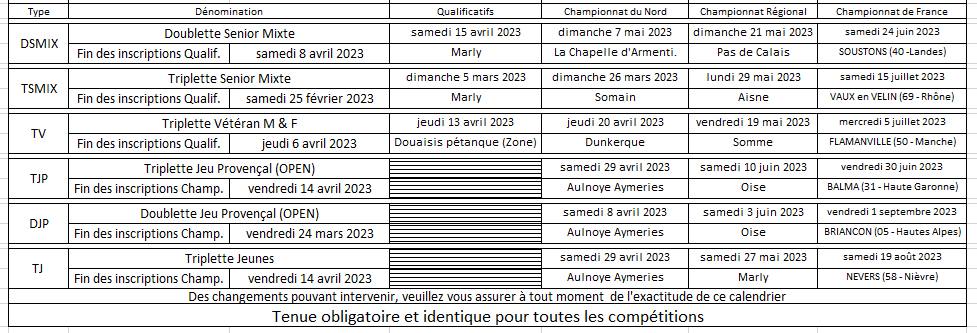 Type Dénomination Qualificatifs Championnat du Nord Championnat Régional Championnat de France
DSMIX Doublette Senior Mixte samedi 15 avril 2023 dimanche 7 mai 2023 dimanche 21 mai 2023 samedi 24 juin 2023
Fin des inscriptions Qualif. samedi 8 avril 2023 Marly La Chapelle d'Armenti. Pas de Calais SOUSTONS (40 -Landes)
TSMIX Triplette Senior Mixte dimanche 5 mars 2023 dimanche 26 mars 2023 lundi 29 mai 2023 samedi 15 juillet 2023
Fin des inscriptions Qualif. samedi 25 février 2023 Marly Somain Aisne VAUX en VELIN (69 - Rhône)
TV Triplette Vétéran M & F jeudi 13 avril 2023 jeudi 20 avril 2023 vendredi 19 mai 2023 mercredi 5 juillet 2023
Fin des inscriptions Qualif. jeudi 6 avril 2023 Douaisis pétanque (Zone) Dunkerque Somme FLAMANVILLE (50 - Manche)
TJP Triplette Jeu Provençal (OPEN) samedi 29 avril 2023 samedi 10 juin 2023 vendredi 30 juin 2023
Fin des inscriptions Champ. vendredi 14 avril 2023 Aulnoye Aymeries Oise BALMA (31 - Haute Garonne)
DJP Doublette Jeu Provençal (OPEN) samedi 8 avril 2023 samedi 3 juin 2023 vendredi 1 septembre 2023
Fin des inscriptions Champ. vendredi 24 mars 2023 Aulnoye Aymeries Oise BRIANCON (05 - Hautes Alpes)
TJ Triplette Jeunes samedi 29 avril 2023 samedi 27 mai 2023 samedi 19 août 2023
Fin des inscriptions Champ. vendredi 14 avril 2023 Aulnoye Aymeries Marly NEVERS (58 - Nièvre)
Des changements pouvant intervenir, veuillez vous assurer à tout moment de l'exactitude de ce calendrier
Tenue obligatoire et identique pour toutes les compétitions